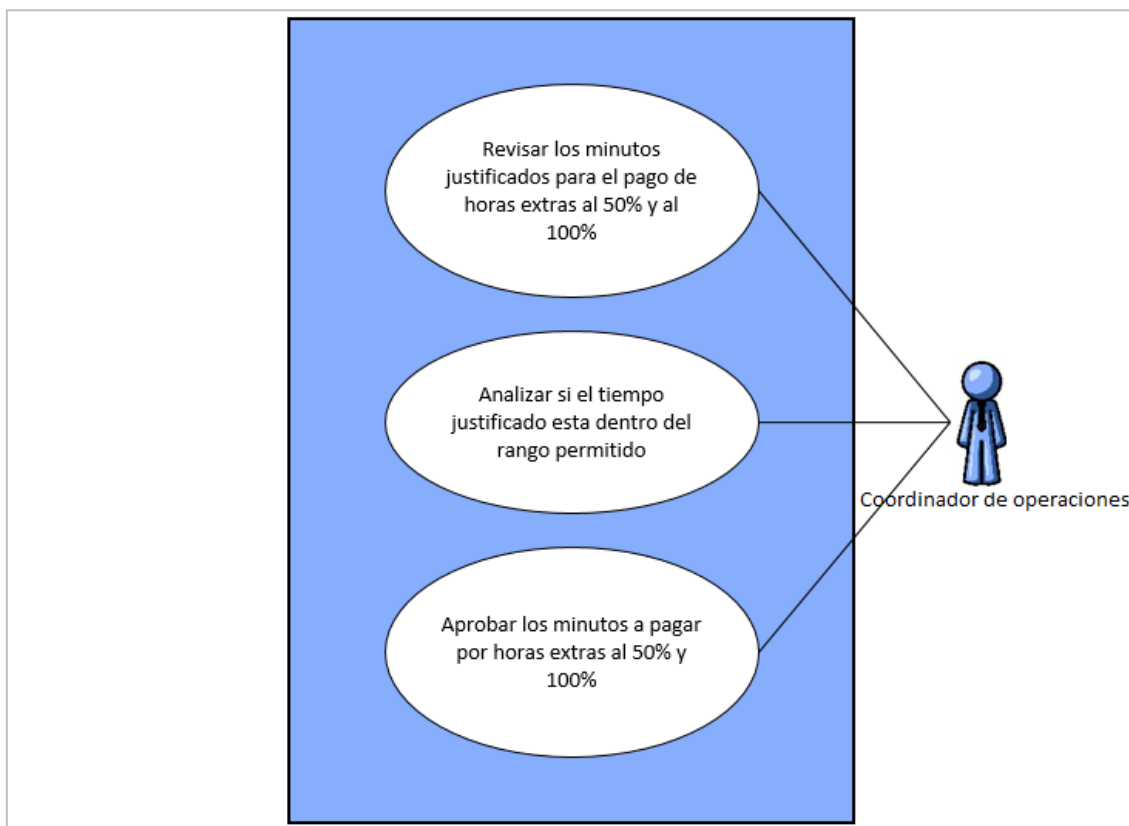 Revisar los minutos
justificados para el pago de
horas extras al 50% y al
100%
Analizar si el tiempo
justificado esta dentro del
rango permitido
Coordinador de operaciones
Aprobar los minutos a pagar
por horas extras al 50% y
100%